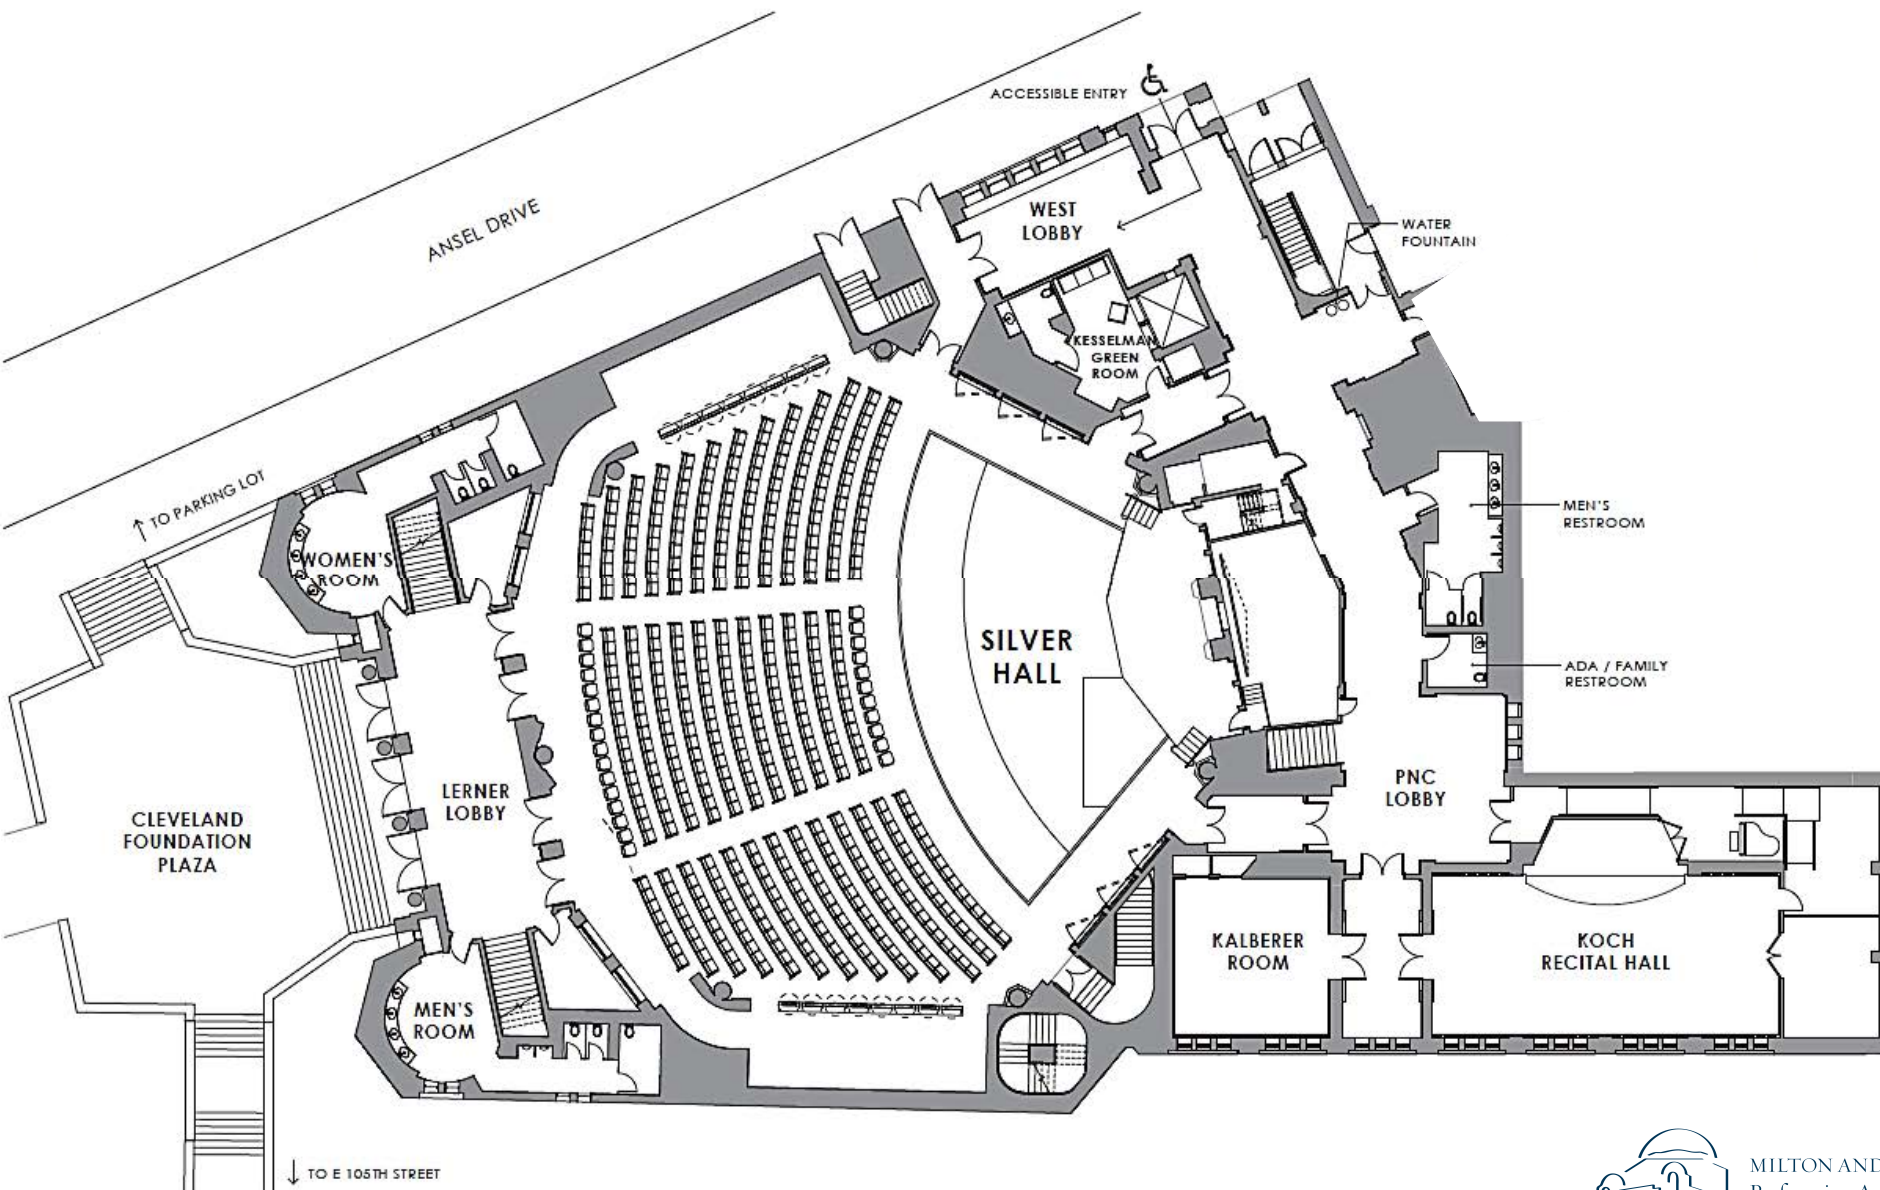 ACCESSIBLE ENTRY
ANSEL DRIVE
WEST
LOBBY
WATER
FOUNTAIN
KESSELMAN
GREEN
ROOM
↑ TO PARKING LOT
WOMEN'S
ROOM
MEN'S
RESTROOM
SILVER
HALL
ADA / FAMILY
RESTROOM
CLEVELAND
FOUNDATION
PLAZA
LERNER
LOBBY
PNC
LOBBY
KALBERER
ROOM
KOCH
RECITAL HALL
MEN'S
ROOM
↓ TO E 105TH STREET
MILTON AND